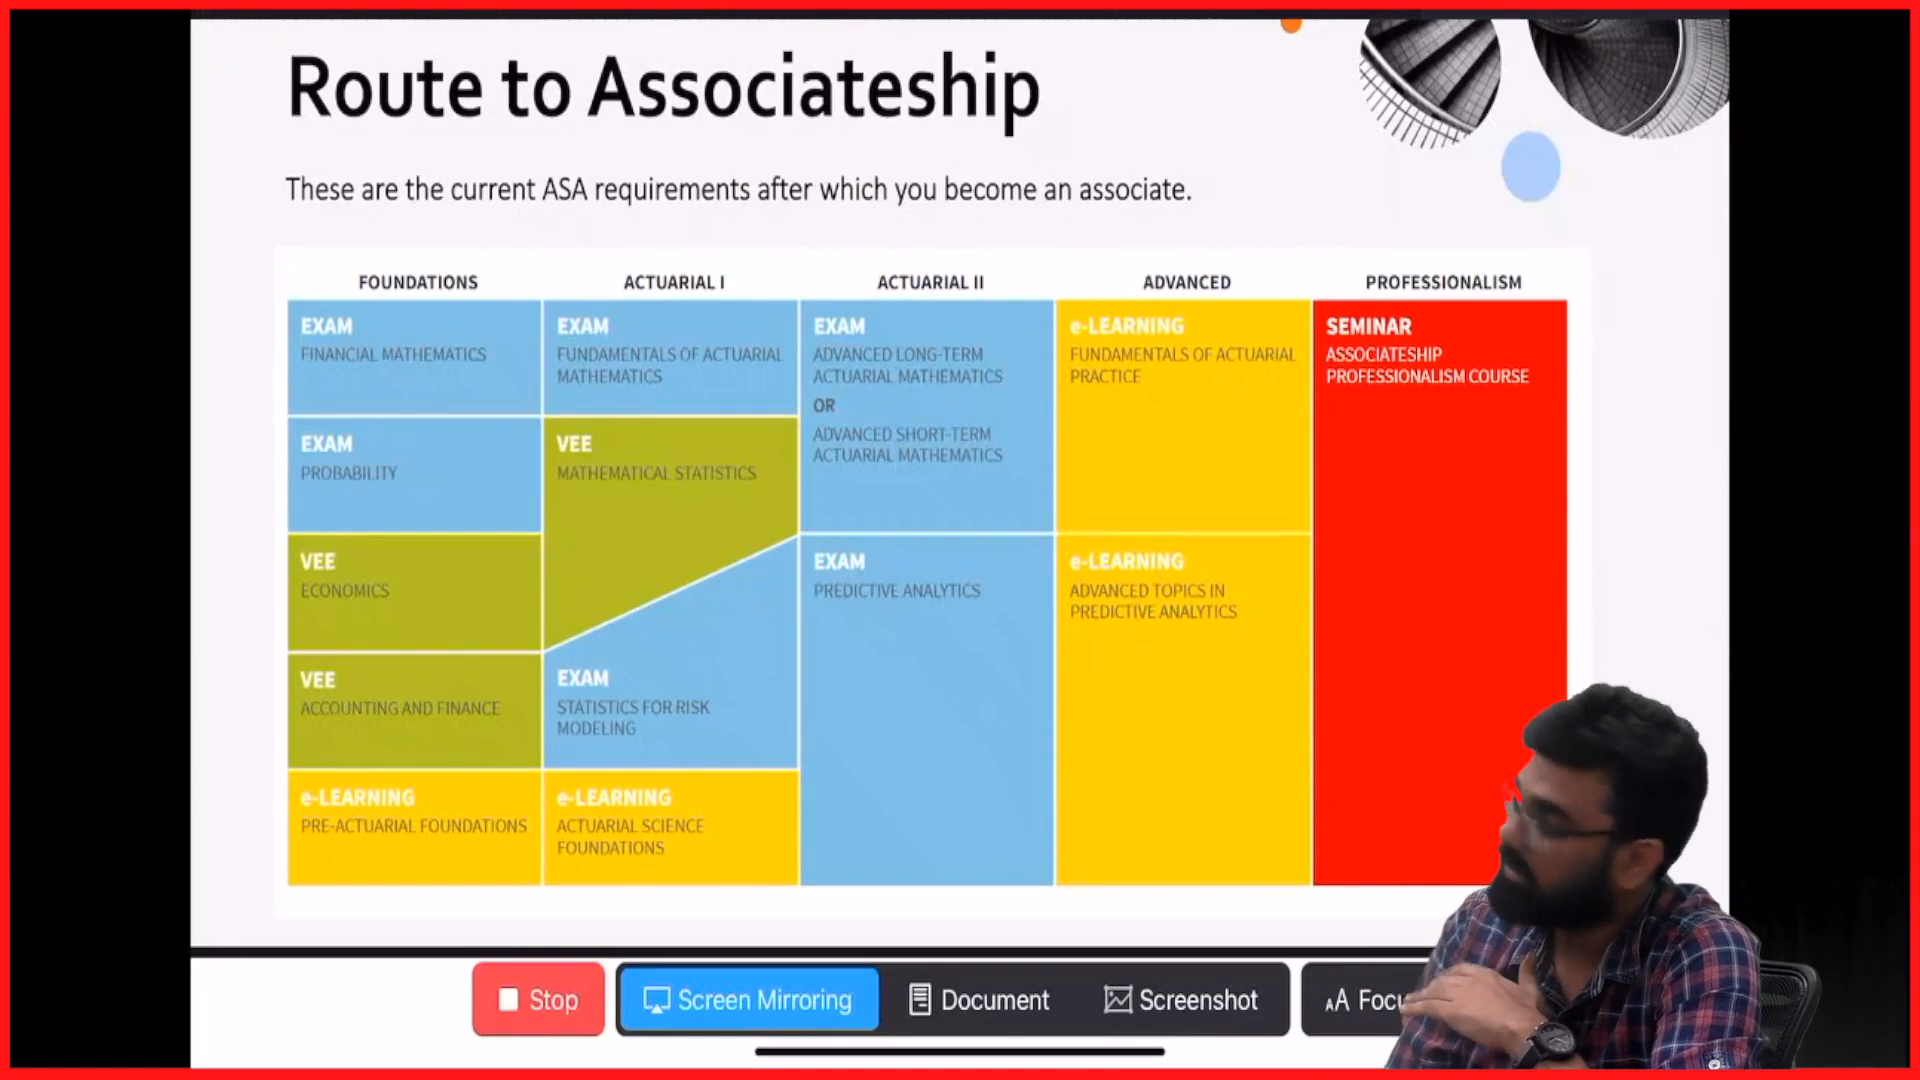 Route to Associateship
These are the current ASA requirements after which you become an associate.
FOUNDATIONS
EXAM
FINANCIAL MATHEMATICS
EXAM
PROBABILITY
VEE
ECONOMICS
VEE
ACCOUNTING AND FINANCE
e-LEARNING
PRE-ACTUARIAL FOUNDATIONS
ACTUARIAL I
EXAM
FUNDAMENTALS OF ACTUARIAL
MATHEMATICS
VEE
MATHEMATICAL STATISTICS
EXAM
STATISTICS FOR RISK
MODELING
e-LEARNING
ACTUARIAL SCIENCE
FOUNDATIONS
ACTUARIAL II
EXAM
ADVANCED LONG-TERM
ACTUARIAL MATHEMATICS
OR
ADVANCED SHORT-TERM
ACTUARIAL MATHEMATICS
EXAM
PREDICTIVE ANALYTICS
ADVANCED
e-LEARNING
FUNDAMENTALS OF ACTUARIAL
PRACTICE
e-LEARNING
ADVANCED TOPICS IN
PREDICTIVE ANALYTICS
PROFESSIONALISM
SEMINAR
ASSOCIATESHIP
PROFESSIONALISM COURSE
Stop
Screen Mirroring
Document
Screenshot
AA